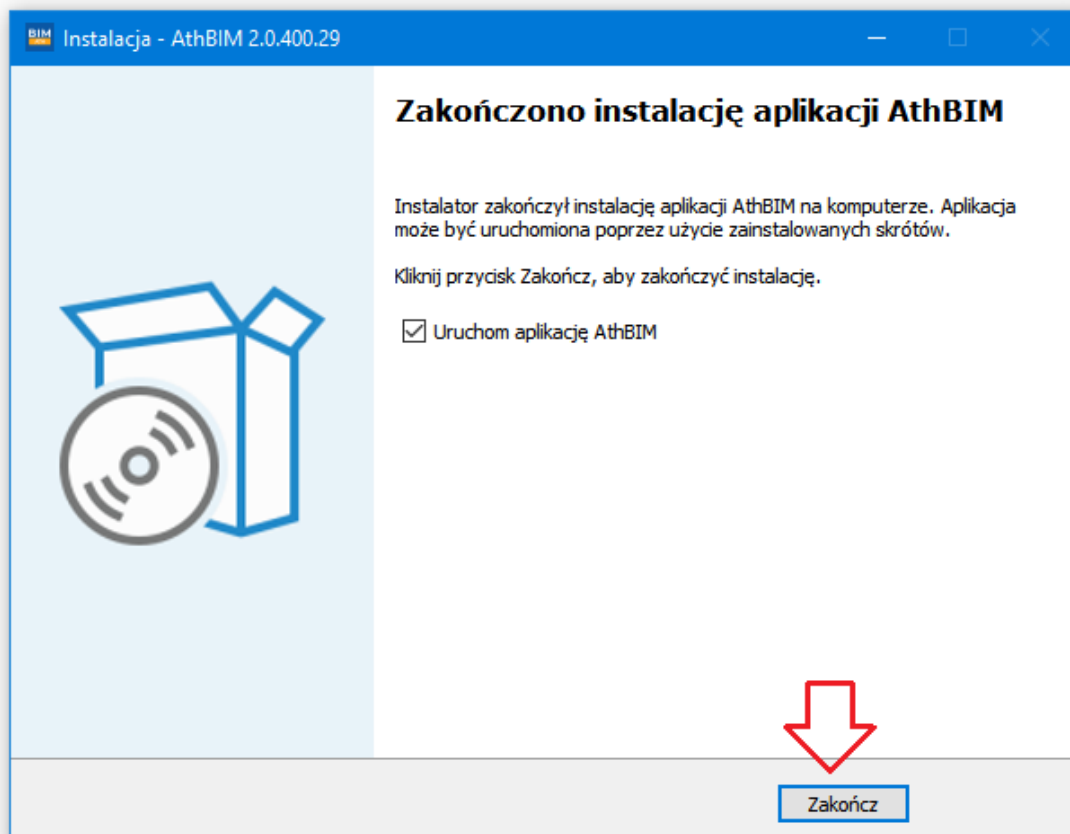 BIM Instalacja - AthBIM 2.0.400.29
Zakończono instalację aplikacji AthBIM
Instalator zakończył instalację aplikacji AthBIM na komputerze. Aplikacja
może być uruchomiona poprzez użycie zainstalowanych skrótów.
Kliknij przycisk Zakończ, aby zakończyć instalację.
Uruchom aplikację AthBIM
Zakończ